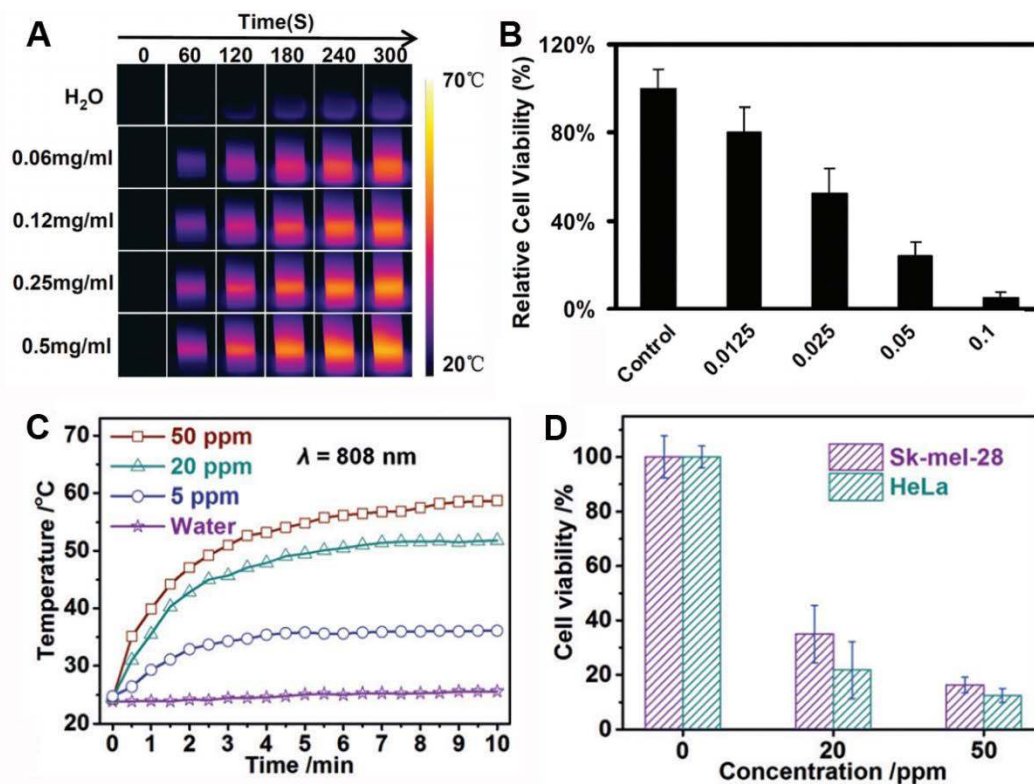 A
Time(S)
0 60 120 180 240 300
H₂O
0.06mg/ml
0.12mg/ml
0.25mg/ml
0.5mg/ml
70℃
20℃
B
Relative Cell Viability (%)
120%
80%
40%
0%
Control 0.0125 0.025 0.05 0.1
C
Temperature /°C
70
60
50
40
30
20
50 ppm
20 ppm
5 ppm
Water
λ = 808 nm
0 1 2 3 4 5 6 7 8 9 10
Time /min
D
Cell viability /%
100
80
60
40
20
0
Sk-mel-28
HeLa
0 20 50
Concentration /ppm